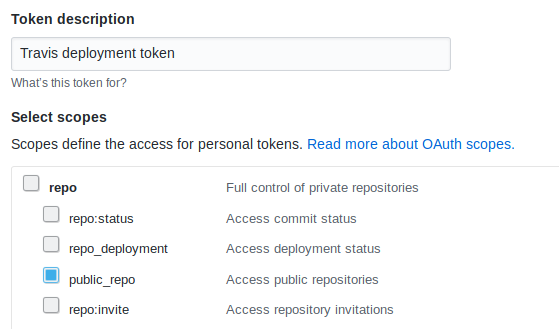 Token description
Travis deployment token
What's this token for?
Select scopes
Scopes define the access for personal tokens. Read more about OAuth scopes.
repo Full control of private repositories
repo:status Access commit status
repo_deployment Access deployment status
public_repo Access public repositories
repo:invite Access repository invitations